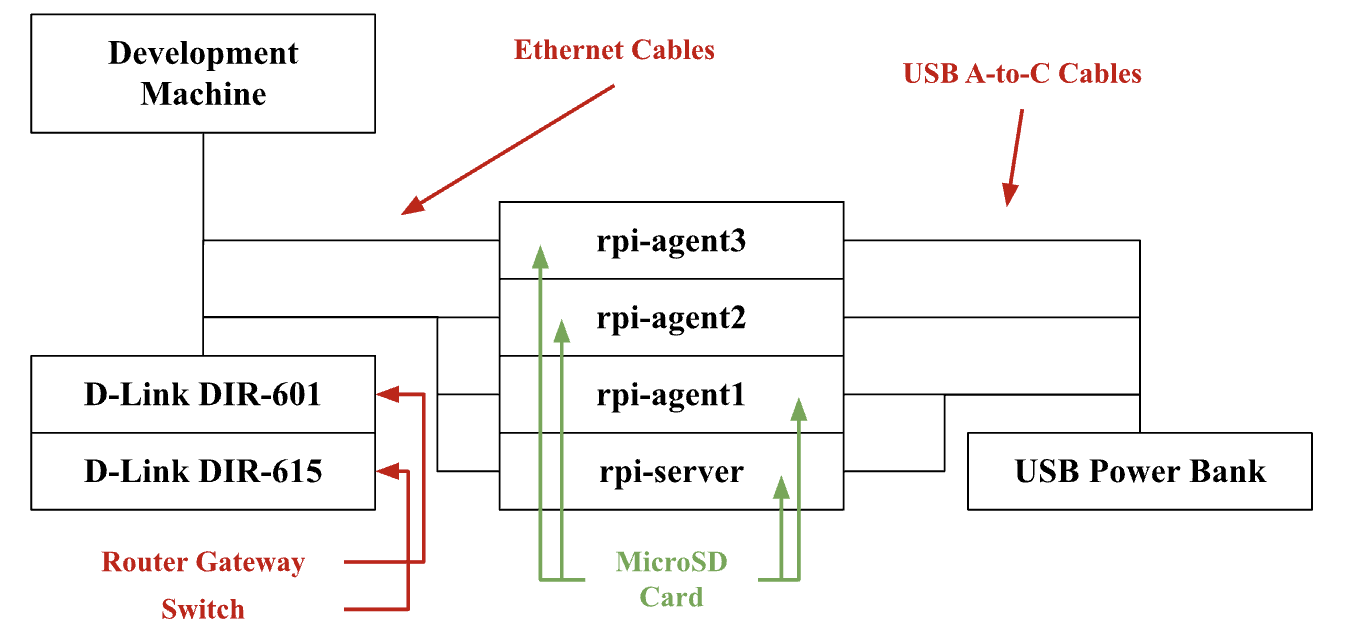 Development
Machine
Ethernet Cables
USB A-to-C Cables
rpi-agent3
rpi-agent2
D-Link DIR-601
rpi-agent1
D-Link DIR-615
rpi-server
USB Power Bank
Router Gateway
Switch
MicroSD
Card